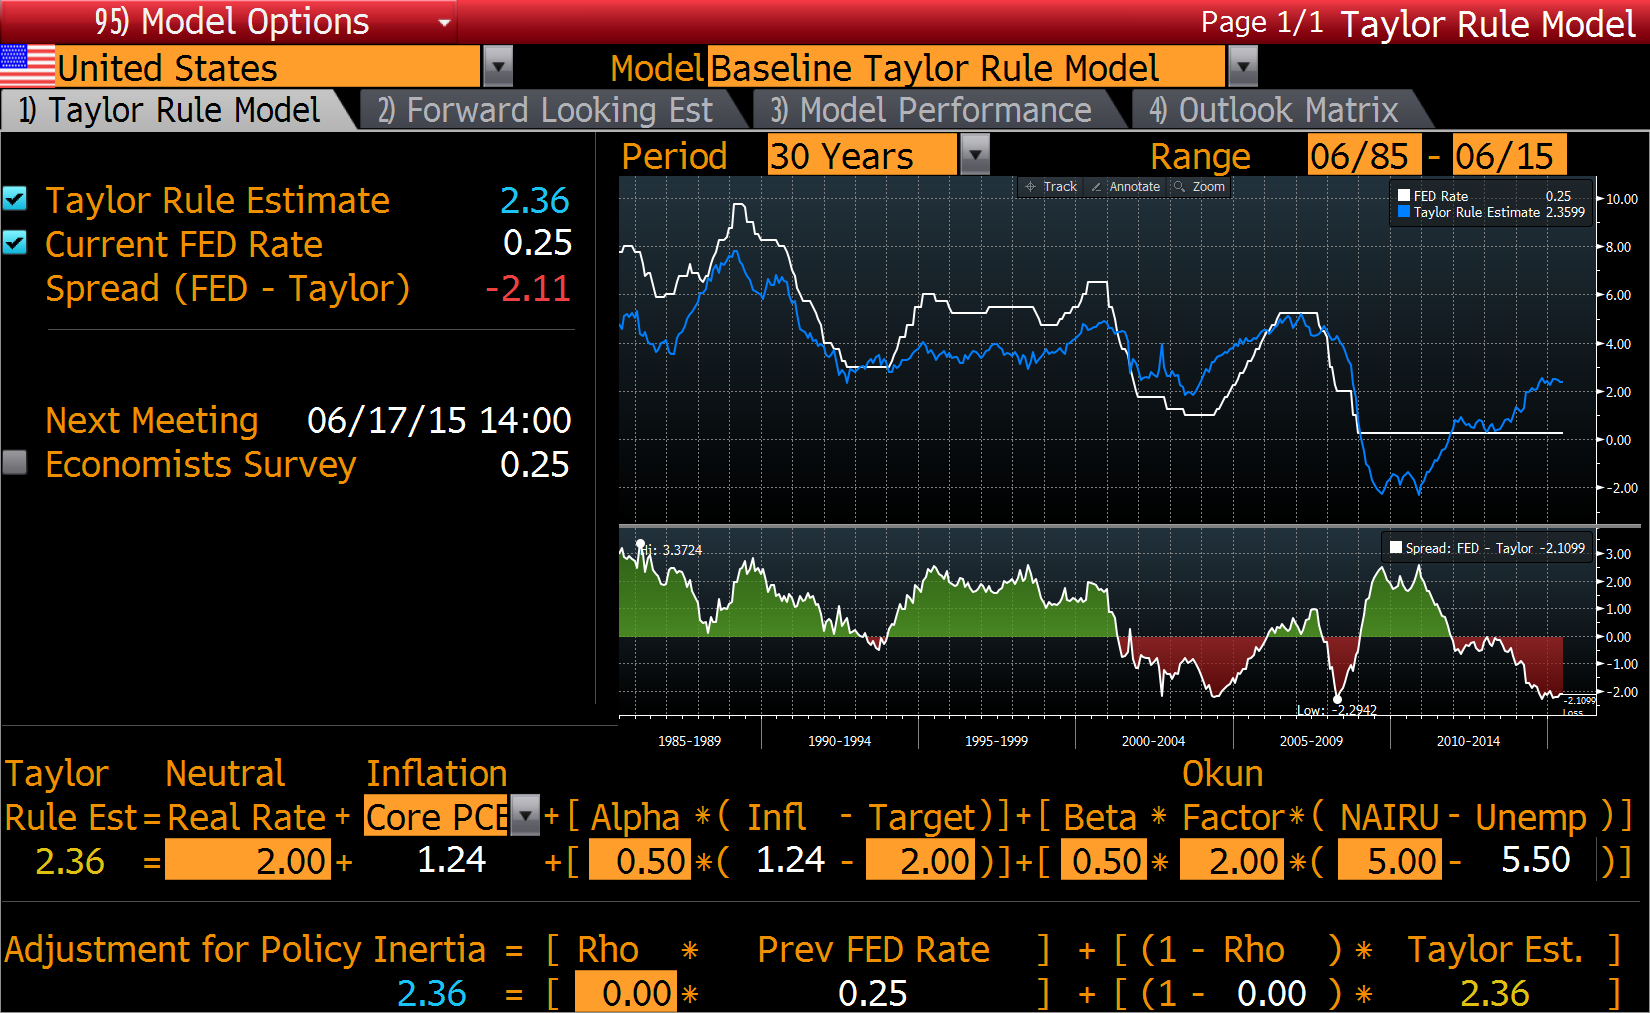 95) Model Options Page 1/1 Taylor Rule Model
United States Model Baseline Taylor Rule Model
1) Taylor Rule Model 2) Forward Looking Est 3) Model Performance 4) Outlook Matrix
Period 30 Years Range 06/85 - 06/15
Taylor Rule Estimate 2.36
Current FED Rate 0.25
Spread (FED - Taylor) -2.11
Next Meeting 06/17/15 14:00
Economists Survey 0.25
Track Annotate Zoom
FED Rate 0.25
Taylor Rule Estimate 2.3599
10.00
8.00
6.00
4.00
2.00
0.00
-2.00
Hi: 3.3724
Spread: FED - Taylor -2.1099
3.00
2.00
1.00
0.00
-1.00
-2.00
-2.1099
Loss
Low: -2.2942
1985-1989 1990-1994 1995-1999 2000-2004 2005-2009 2010-2014
Taylor Neutral Inflation Okun
Rule Est = Real Rate + Core PCE + [ Alpha * ( Infl - Target )] + [ Beta * Factor * ( NAIRU - Unemp )]
2.36 = 2.00 + 1.24 + [ 0.50 * ( 1.24 - 2.00 )] + [ 0.50 * 2.00 * ( 5.00 - 5.50 )]
Adjustment for Policy Inertia = [ Rho * Prev FED Rate ] + [ (1 - Rho ) * Taylor Est. ]
2.36 = [ 0.00 * 0.25 ] + [ (1 - 0.00 ) * 2.36 ]